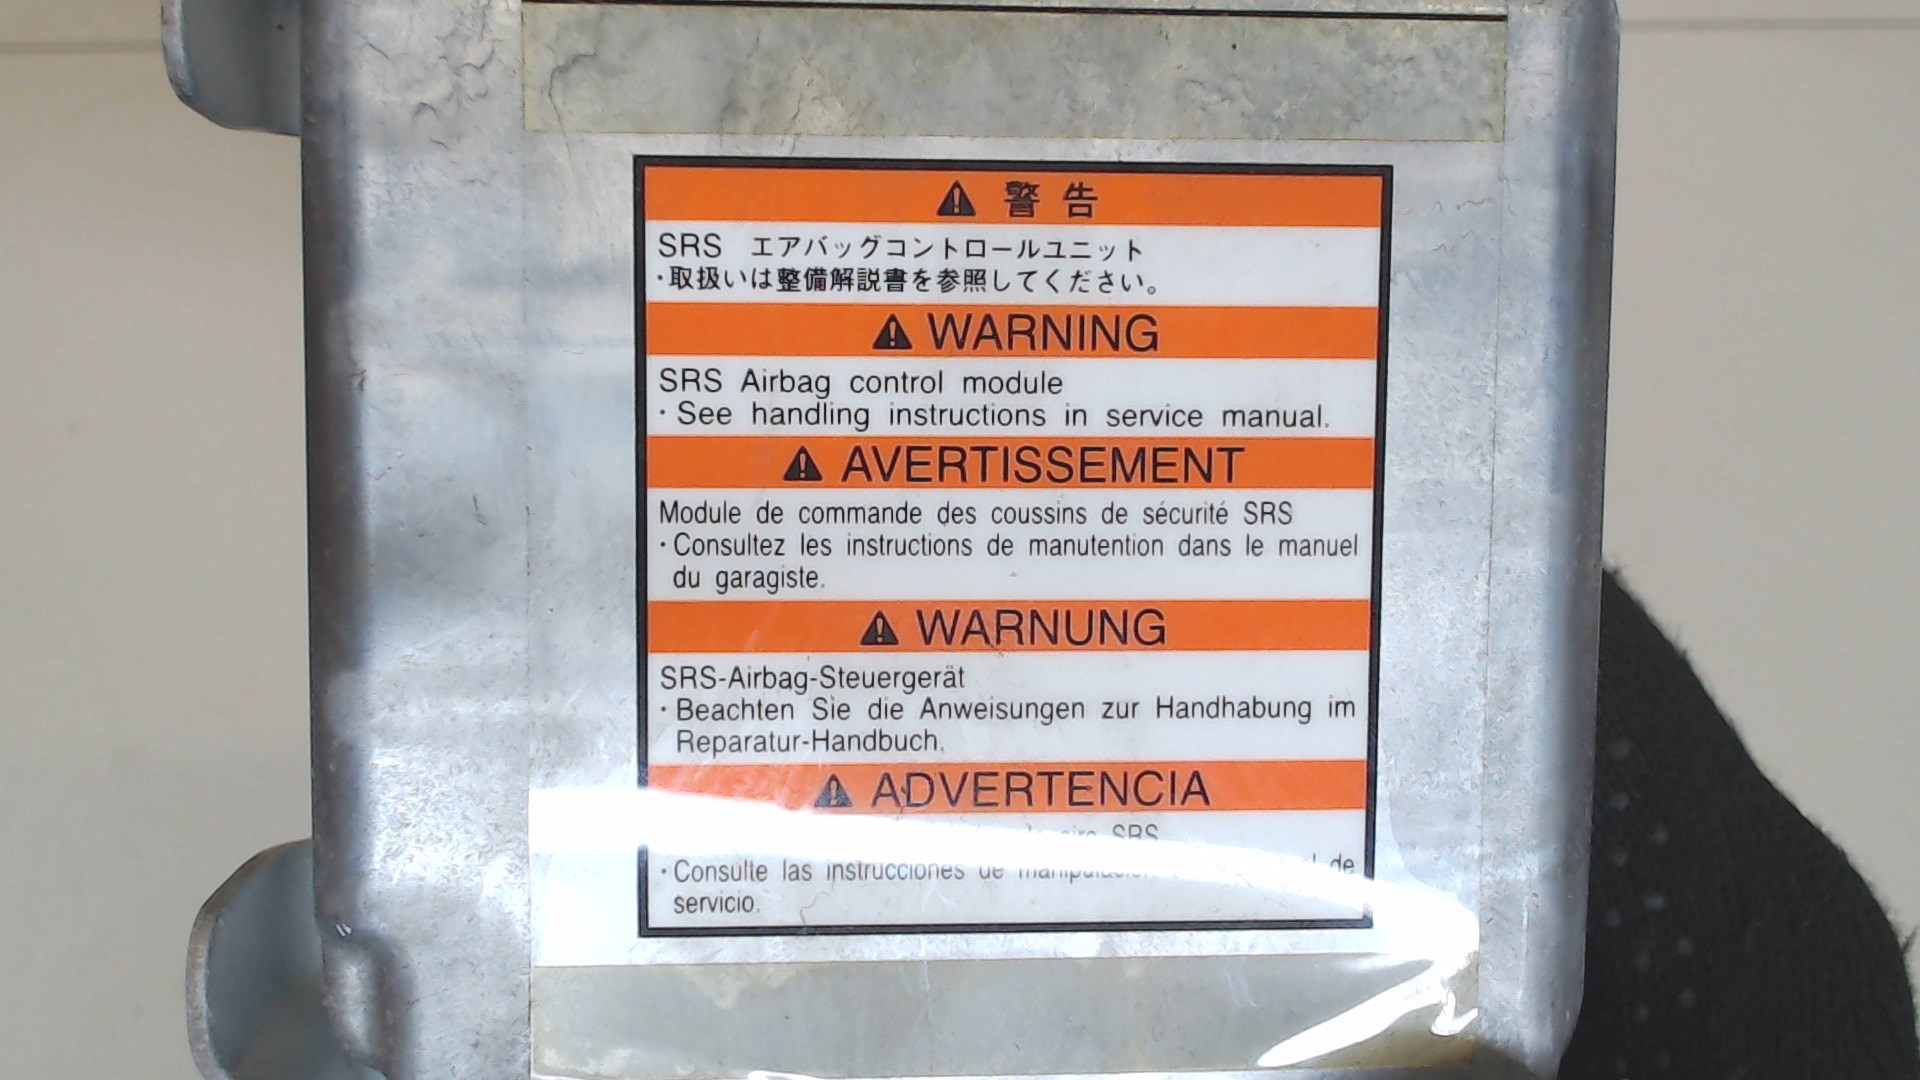 警告
SRS エアバッグコントロールユニット
・取扱いは整備解説書を参照してください。
WARNING
SRS Airbag control module
· See handling instructions in service manual.
AVERTISSEMENT
Module de commande des coussins de sécurité SRS
· Consultez les instructions de manutention dans le manuel
du garagiste.
WARNUNG
SRS-Airbag-Steuergerät
· Beachten Sie die Anweisungen zur Handhabung im
Reparatur-Handbuch.
ADVERTENCIA
SRS
· Consulte las instrucciones de de
servicio.